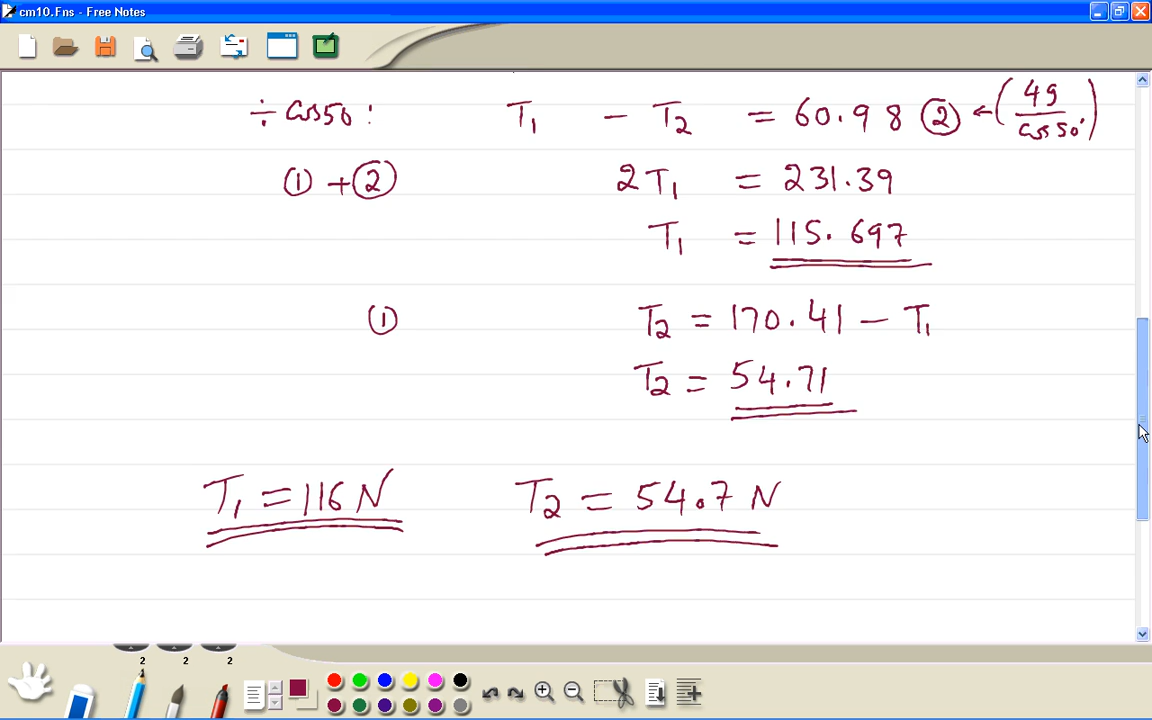 cm10.Fns - Free Notes
÷ cos50 : T₁ - T₂ = 60.98 ② ← (4g/cos50°)
① + ② 2T₁ = 231.39
T₁ = 115.697
① T₂ = 170.41 - T₁
T₂ = 54.71
T₁ = 116 N T₂ = 54.7 N
2 2 2